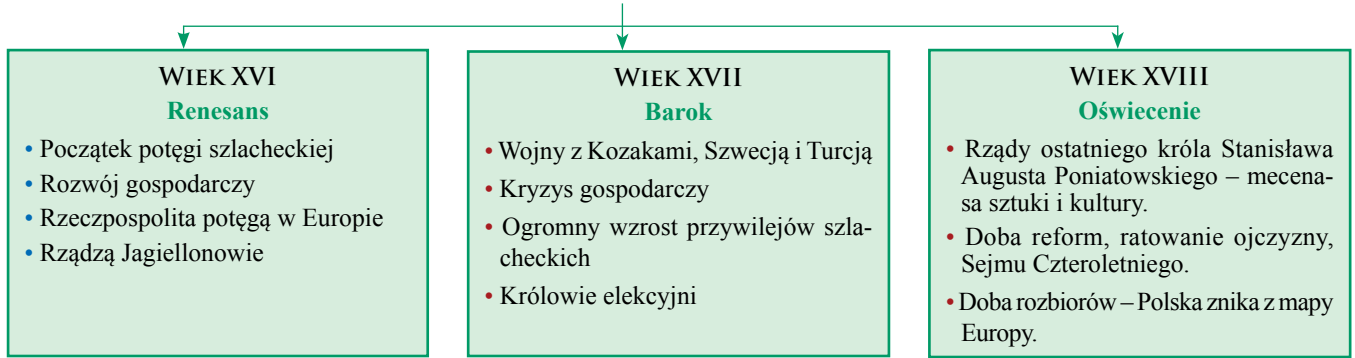 WIEK XVI
Renesans
• Początek potęgi szlacheckiej
• Rozwój gospodarczy
• Rzeczpospolita potęgą w Europie
• Rządzą Jagiellonowie
WIEK XVII
Barok
• Wojny z Kozakami, Szwecją i Turcją
• Kryzys gospodarczy
• Ogromny wzrost przywilejów szla-
checkich
• Królowie elekcyjni
WIEK XVIII
Oświecenie
• Rządy ostatniego króla Stanisława
Augusta Poniatowskiego – mecena-
sa sztuki i kultury.
• Doba reform, ratowanie ojczyzny,
Sejmu Czteroletniego.
• Doba rozbiorów – Polska znika z mapy
Europy.